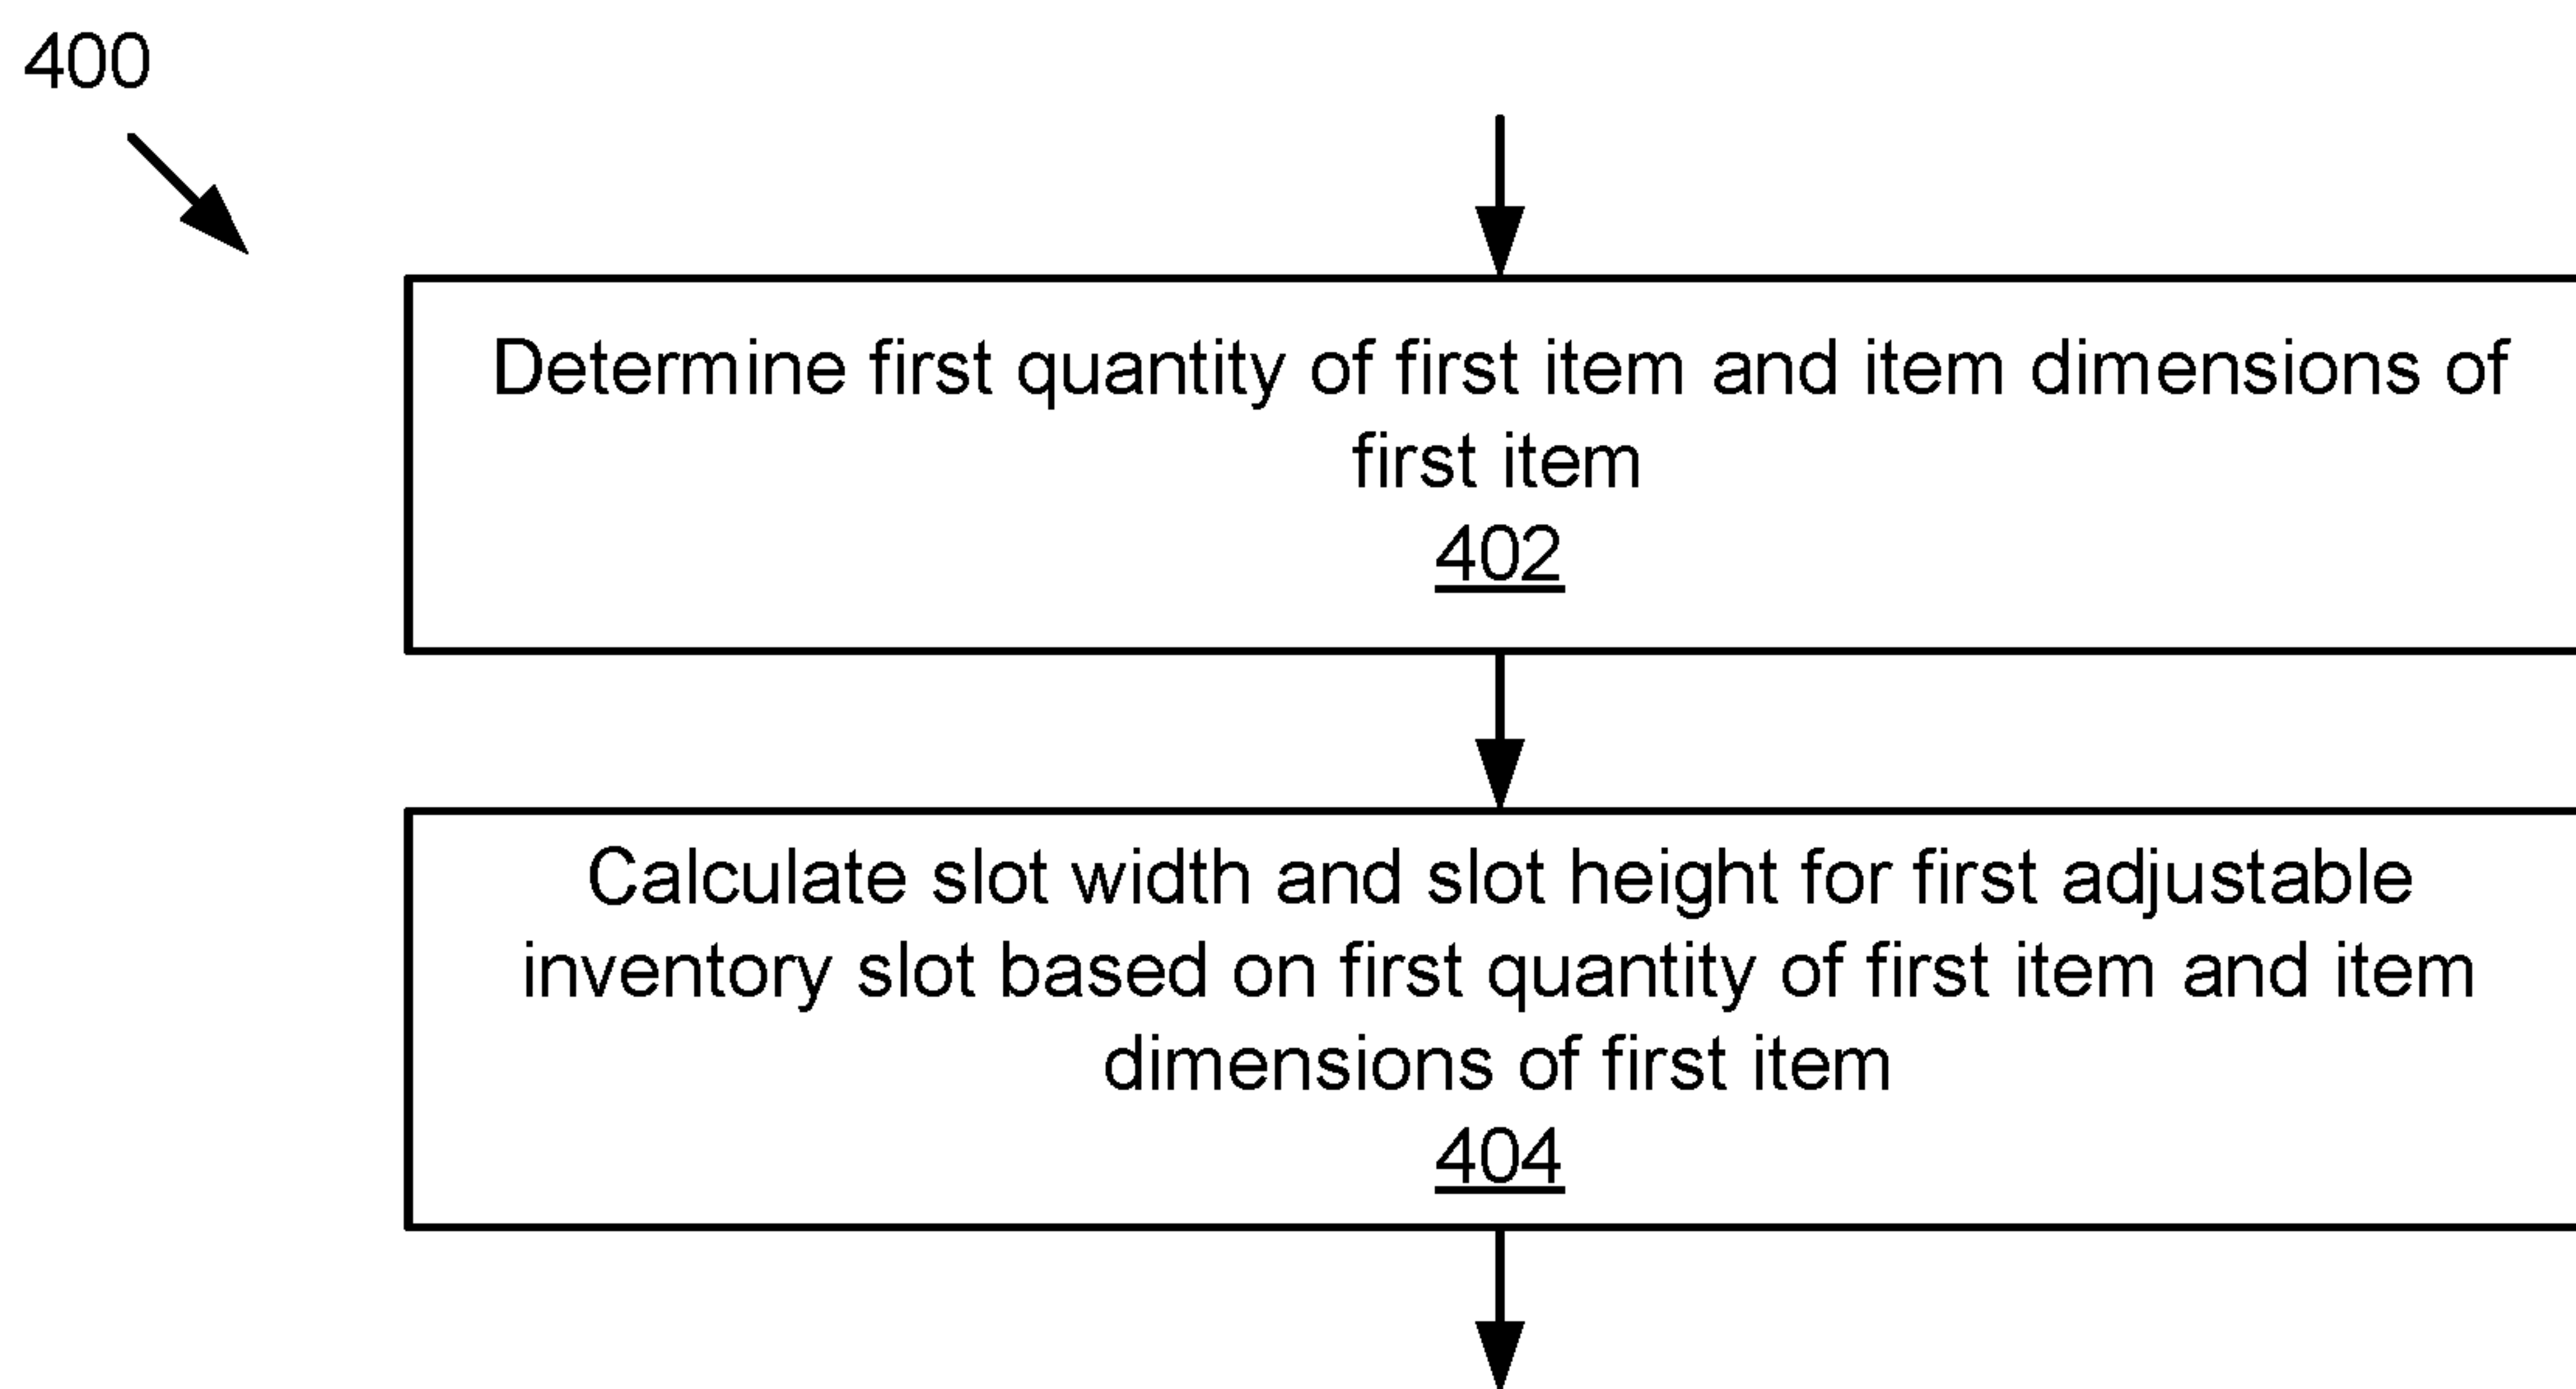 400
Determine first quantity of first item and item dimensions of
first item
402
Calculate slot width and slot height for first adjustable
inventory slot based on first quantity of first item and item
dimensions of first item
404